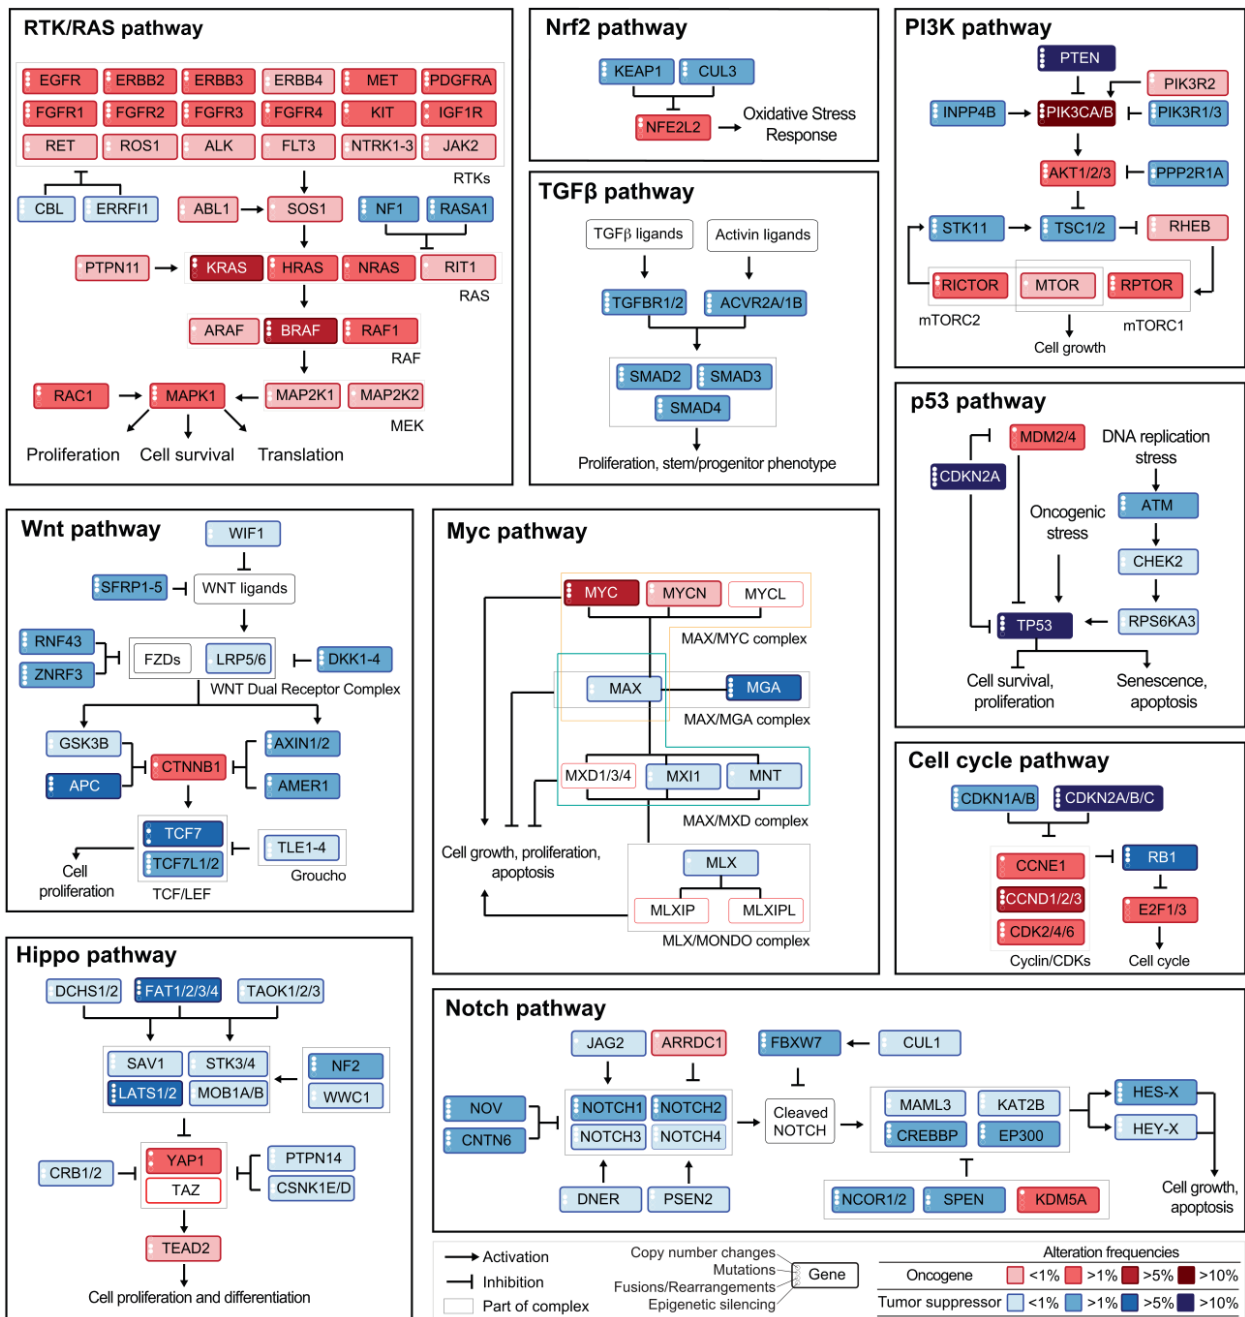 RTK/RAS pathway
EGFR ERBB2 ERBB3 ERBB4 MET PDGFRA
FGFR1 FGFR2 FGFR3 FGFR4 KIT IGF1R
RET ROS1 ALK FLT3 NTRK1-3 JAK2
RTKs
CBL ERRFI1 ABL1 SOS1 NF1 RASA1
PTPN11 KRAS HRAS NRAS RIT1
RAS
ARAF BRAF RAF1
RAF
RAC1 MAPK1 MAP2K1 MAP2K2
MEK
Proliferation Cell survival Translation
Nrf2 pathway
KEAP1 CUL3
NFE2L2 Oxidative Stress
Response
TGFβ pathway
TGFβ ligands Activin ligands
TGFBR1/2 ACVR2A/1B
SMAD2 SMAD3
SMAD4
Proliferation, stem/progenitor phenotype
PI3K pathway
PTEN
PIK3R2
INPP4B PIK3CA/B PIK3R1/3
AKT1/2/3 PPP2R1A
STK11 TSC1/2 RHEB
RICTOR MTOR RPTOR
mTORC2 mTORC1
Cell growth
p53 pathway
MDM2/4 DNA replication
stress
CDKN2A
Oncogenic
stress
ATM
CHEK2
TP53 RPS6KA3
Cell survival,
proliferation
Senescence,
apoptosis
Wnt pathway
WIF1
SFRP1-5 WNT ligands
RNF43
ZNRF3
FZDs LRP5/6 DKK1-4
WNT Dual Receptor Complex
GSK3B AXIN1/2
CTNNB1
APC AMER1
TCF7
TCF7L1/2
TLE1-4
Groucho
Cell
proliferation
TCF/LEF
Myc pathway
MYC MYCN MYCL
MAX/MYC complex
MAX MGA
MAX/MGA complex
MXD1/3/4 MXI1 MNT
MAX/MXD complex
Cell growth, proliferation,
apoptosis
MLX
MLXIP MLXIPL
MLX/MONDO complex
Cell cycle pathway
CDKN1A/B CDKN2A/B/C
CCNE1 RB1
CCND1/2/3
CDK2/4/6 E2F1/3
Cyclin/CDKs Cell cycle
Hippo pathway
DCHS1/2 FAT1/2/3/4 TAOK1/2/3
SAV1 STK3/4
LATS1/2 MOB1A/B
NF2
WWC1
YAP1
TAZ
CRB1/2
PTPN14
CSNK1E/D
TEAD2
Cell proliferation and differentiation
Notch pathway
JAG2 ARRDC1 FBXW7 CUL1
NOV
CNTN6
NOTCH1 NOTCH2
NOTCH3 NOTCH4
Cleaved
NOTCH
MAML3 KAT2B
CREBBP EP300
HES-X
HEY-X
DNER PSEN2
NCOR1/2 SPEN KDM5A
Cell growth,
apoptosis
Activation
Inhibition
Part of complex
Copy number changes
Mutations
Fusions/Rearrangements
Epigenetic silencing
Gene
Alteration frequencies
Oncogene <1% >1% >5% >10%
Tumor suppressor <1% >1% >5% >10%